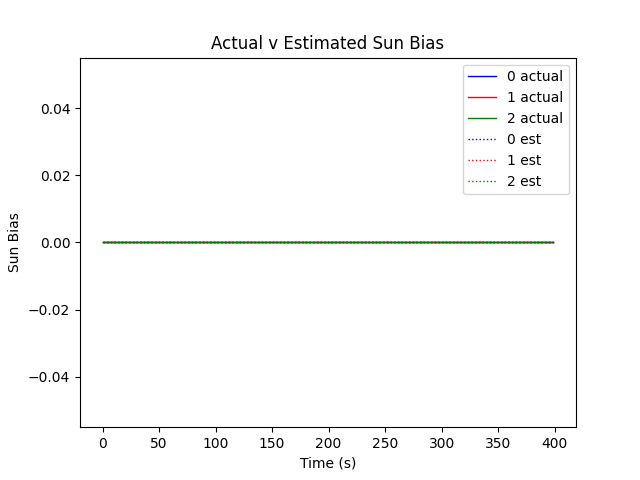 Actual v Estimated Sun Bias
0 actual
1 actual
2 actual
0 est
1 est
2 est
0.04
0.02
0.00
−0.02
−0.04
Sun Bias
0 50 100 150 200 250 300 350 400
Time (s)